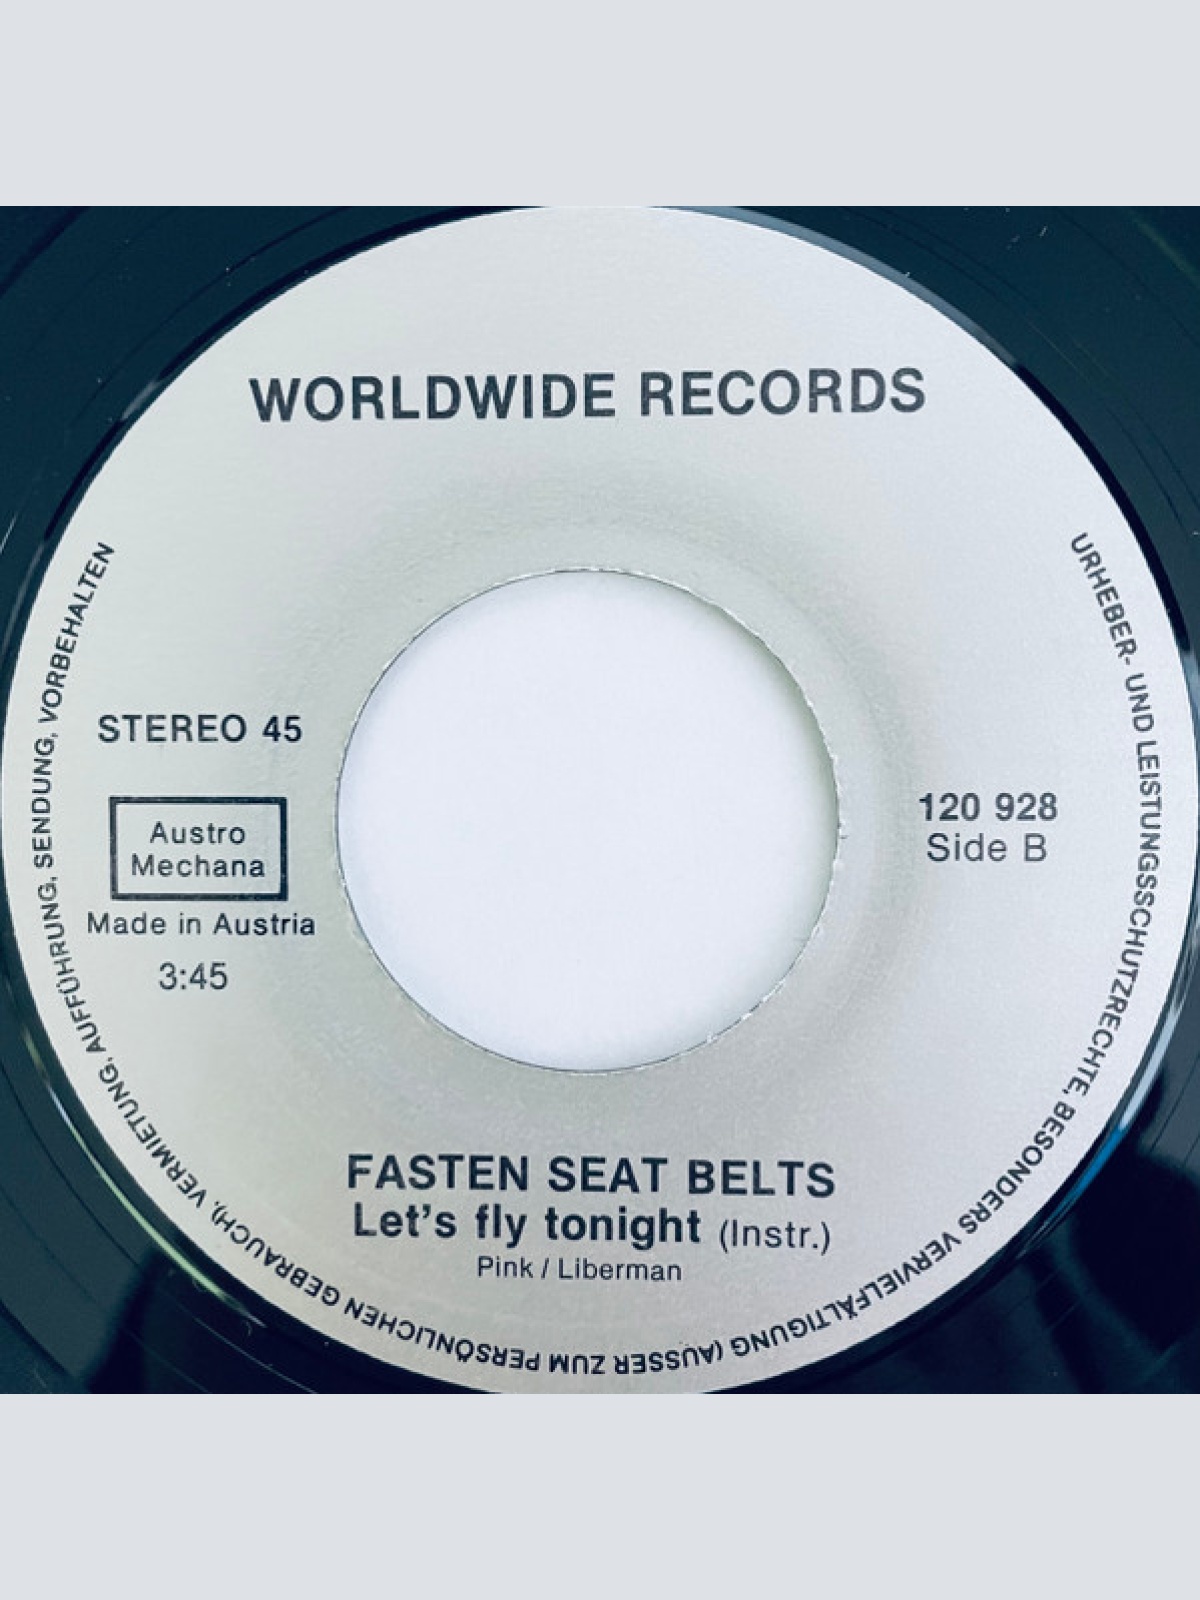 WORLDWIDE RECORDS
STEREO 45
Austro
Mechana
Made in Austria
3:45
120 928
Side B
FASTEN SEAT BELTS
Let's fly tonight (Instr.)
Pink / Liberman
URHEBER- UND LEISTUNGSSCHUTZRECHTE, BESONDERS VERVIELFÄLTIGUNG (AUSSER ZUM PERSÖNLICHEN GEBRAUCH), VERMIETUNG, AUFFÜHRUNG, SENDUNG, VORBEHALTEN